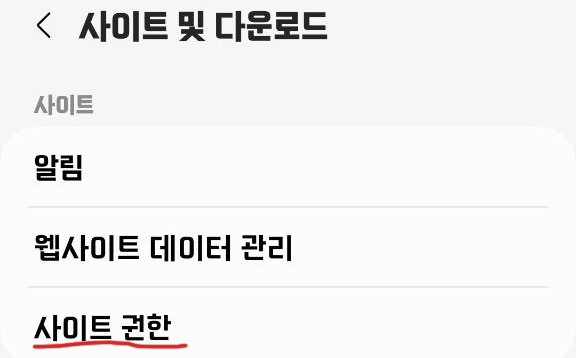 사이트 및 다운로드
사이트
알림
웹사이트 데이터 관리
사이트 권한